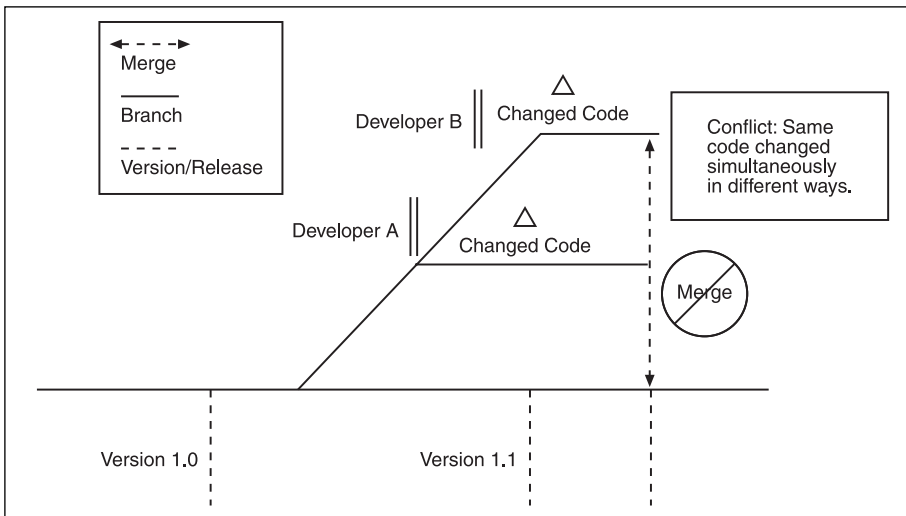 Merge
Branch
Version/Release
Developer B
Changed Code
Conflict: Same
code changed
simultaneously
in different ways.
Developer A
Changed Code
Merge
Version 1.0
Version 1.1